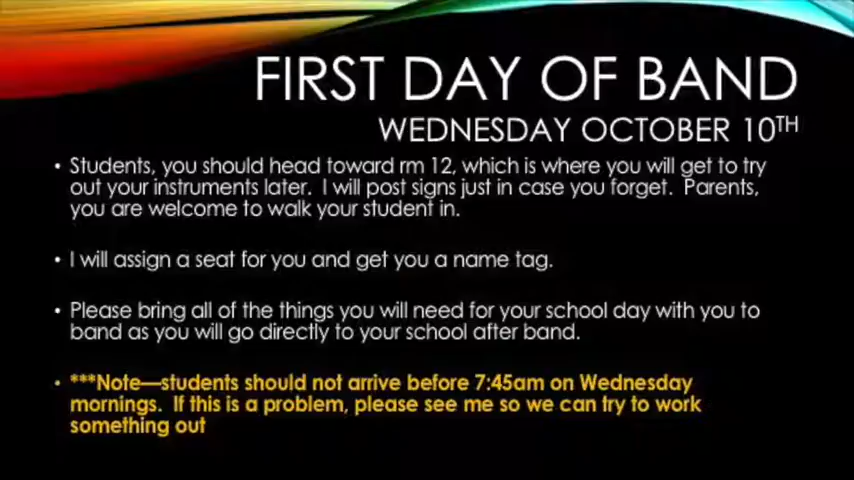 FIRST DAY OF BAND
WEDNESDAY OCTOBER 10TH
• Students, you should head toward rm 12, which is where you will get to try
out your instruments later. I will post signs just in case you forget. Parents,
you are welcome to walk your student in.
• I will assign a seat for you and get you a name tag.
• Please bring all of the things you will need for your school day with you to
band as you will go directly to your school after band.
• ***Note—students should not arrive before 7:45am on Wednesday
mornings. If this is a problem, please see me so we can try to work
something out